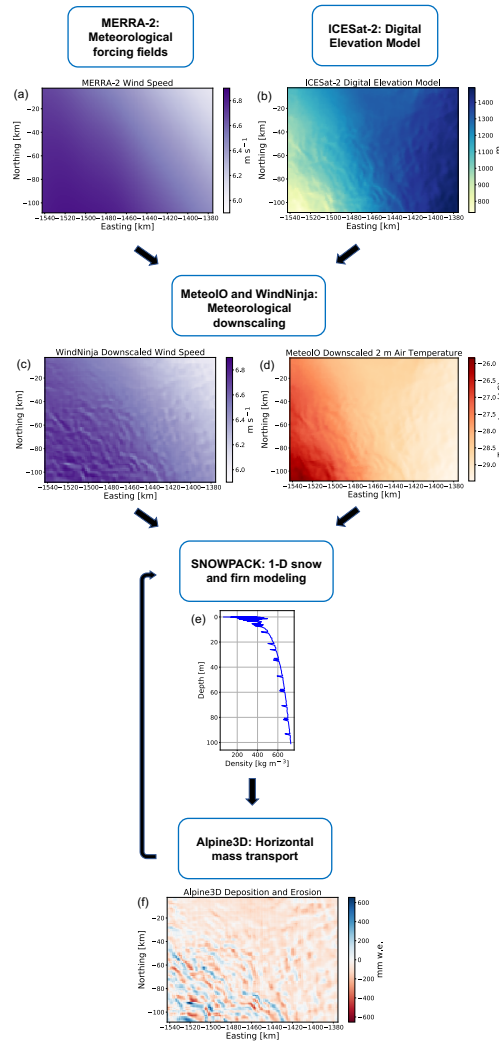 MERRA-2:
Meteorological
forcing fields
ICESat-2: Digital
Elevation Model
(a)
MERRA-2 Wind Speed
−20
−40
−60
−80
−100
Northing [km]
−1540 −1520 −1500 −1480 −1460 −1440 −1420 −1400 −1380
Easting [km]
6.8
6.6
6.4
6.2
6.0
m s⁻¹
(b)
ICESat-2 Digital Elevation Model
−20
−40
−60
−80
−100
Northing [km]
−1540 −1520 −1500 −1480 −1460 −1440 −1420 −1400 −1380
Easting [km]
1400
1300
1200
1100
1000
900
800
m
MeteoIO and WindNinja:
Meteorological
downscaling
(c)
WindNinja Downscaled Wind Speed
−20
−40
−60
−80
−100
Northing [km]
−1540 −1520 −1500 −1480 −1460 −1440 −1420 −1400 −1380
Easting [km]
6.8
6.6
6.4
6.2
6.0
m s⁻¹
(d)
MeteoIO Downscaled 2 m Air Temperature
−20
−40
−60
−80
−100
Northing [km]
−1540 −1520 −1500 −1480 −1460 −1440 −1420 −1400 −1380
Easting [km]
−26.0
−26.5
−27.0
−27.5
−28.0
−28.5
−29.0
SNOWPACK: 1-D snow
and firn modeling
(e)
0
20
40
60
80
100
Depth [m]
200 400 600
Density [kg m⁻³]
Alpine3D: Horizontal
mass transport
(f)
Alpine3D Deposition and Erosion
−20
−40
−60
−80
−100
Northing [km]
−1540 −1520 −1500 −1480 −1460 −1440 −1420 −1400 −1380
Easting [km]
600
400
200
0
−200
−400
−600
mm w.e.